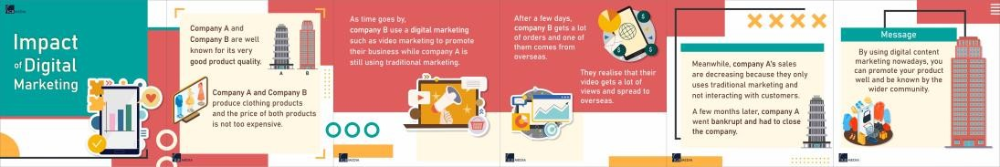 Impact
of Digital
Marketing
Company A and
Company B are well
known for its very
good product quality.
A
B
Company A and Company B
produce clothing products
and the price of both products
is not too expensive.
MEDIA
As time goes by,
company B use a digital marketing
such as video marketing to promote
their business while company A is
still using traditional marketing.
MEDIA
After a few days,
company B gets a lot
of orders and one of
them comes from
overseas.
They realise that their
video gets a lot of
views and spread to
overseas.
MEDIA
Meanwhile, company A's sales
are decreasing because they only
uses traditional marketing and
not interacting with customers.
A few months later, company A
went bankrupt and had to close
the company.
MEDIA
Message
By using digital content
marketing nowadays, you
can promote your product
well and be known by the
wider community.
MEDIA